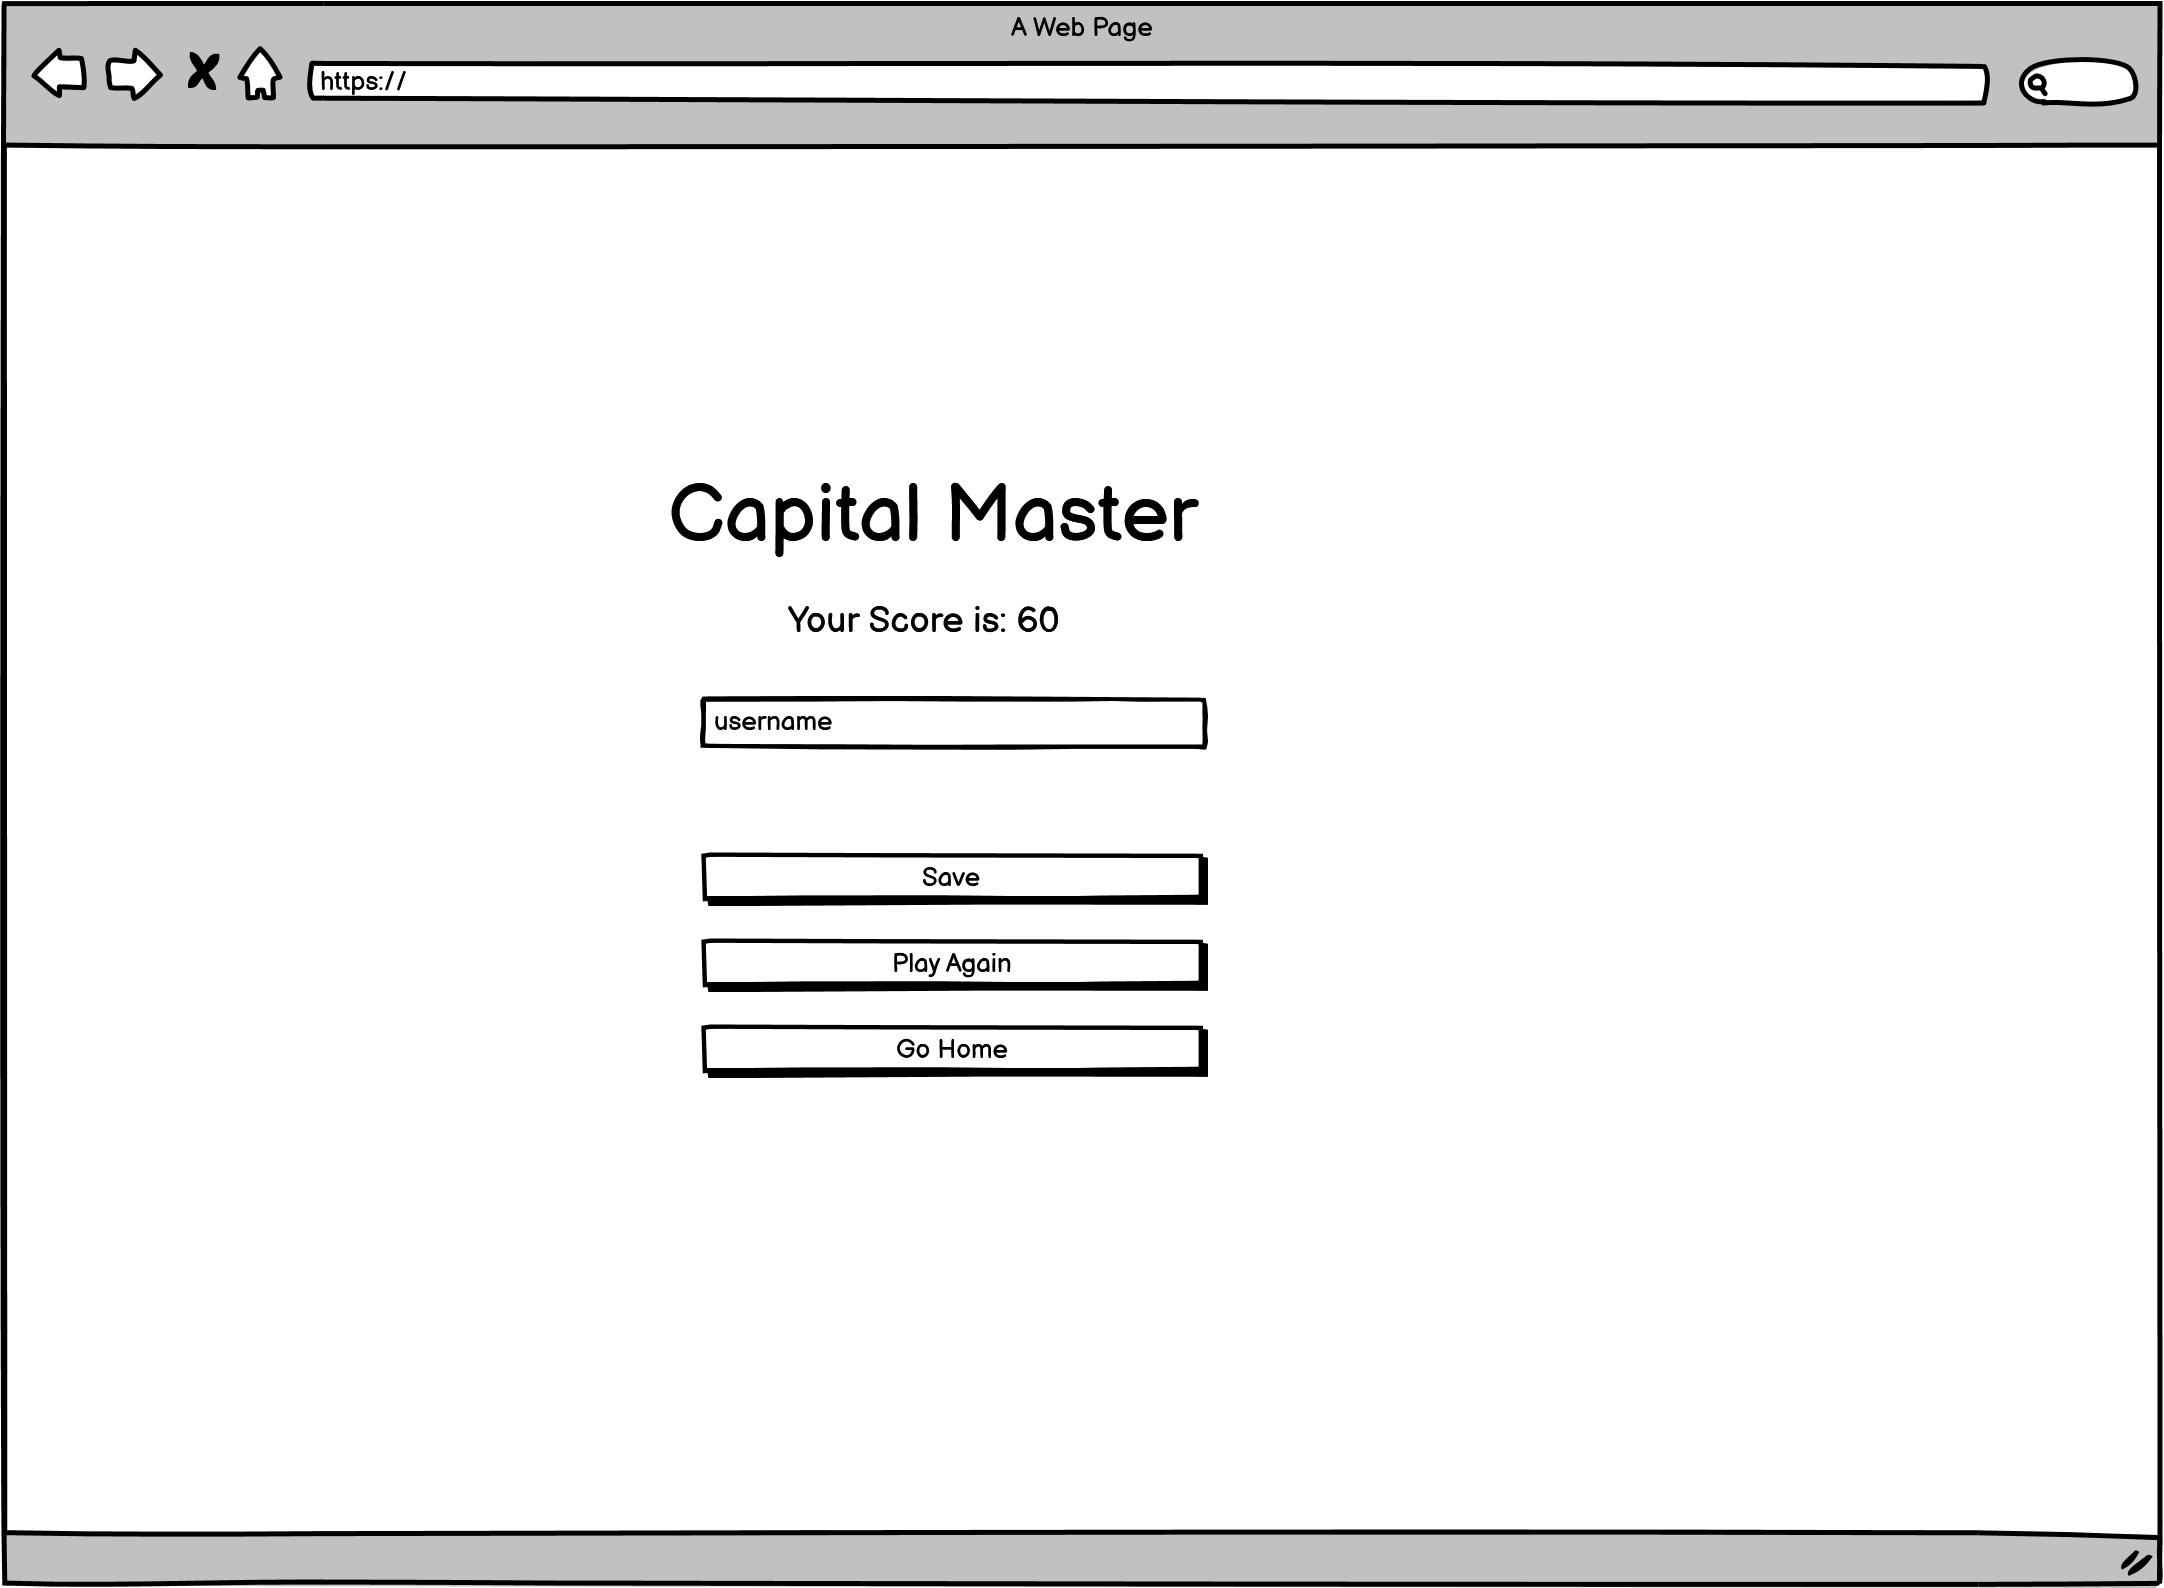 A Web Page
https://
Capital Master
Your Score is: 60
username
Save
Play Again
Go Home